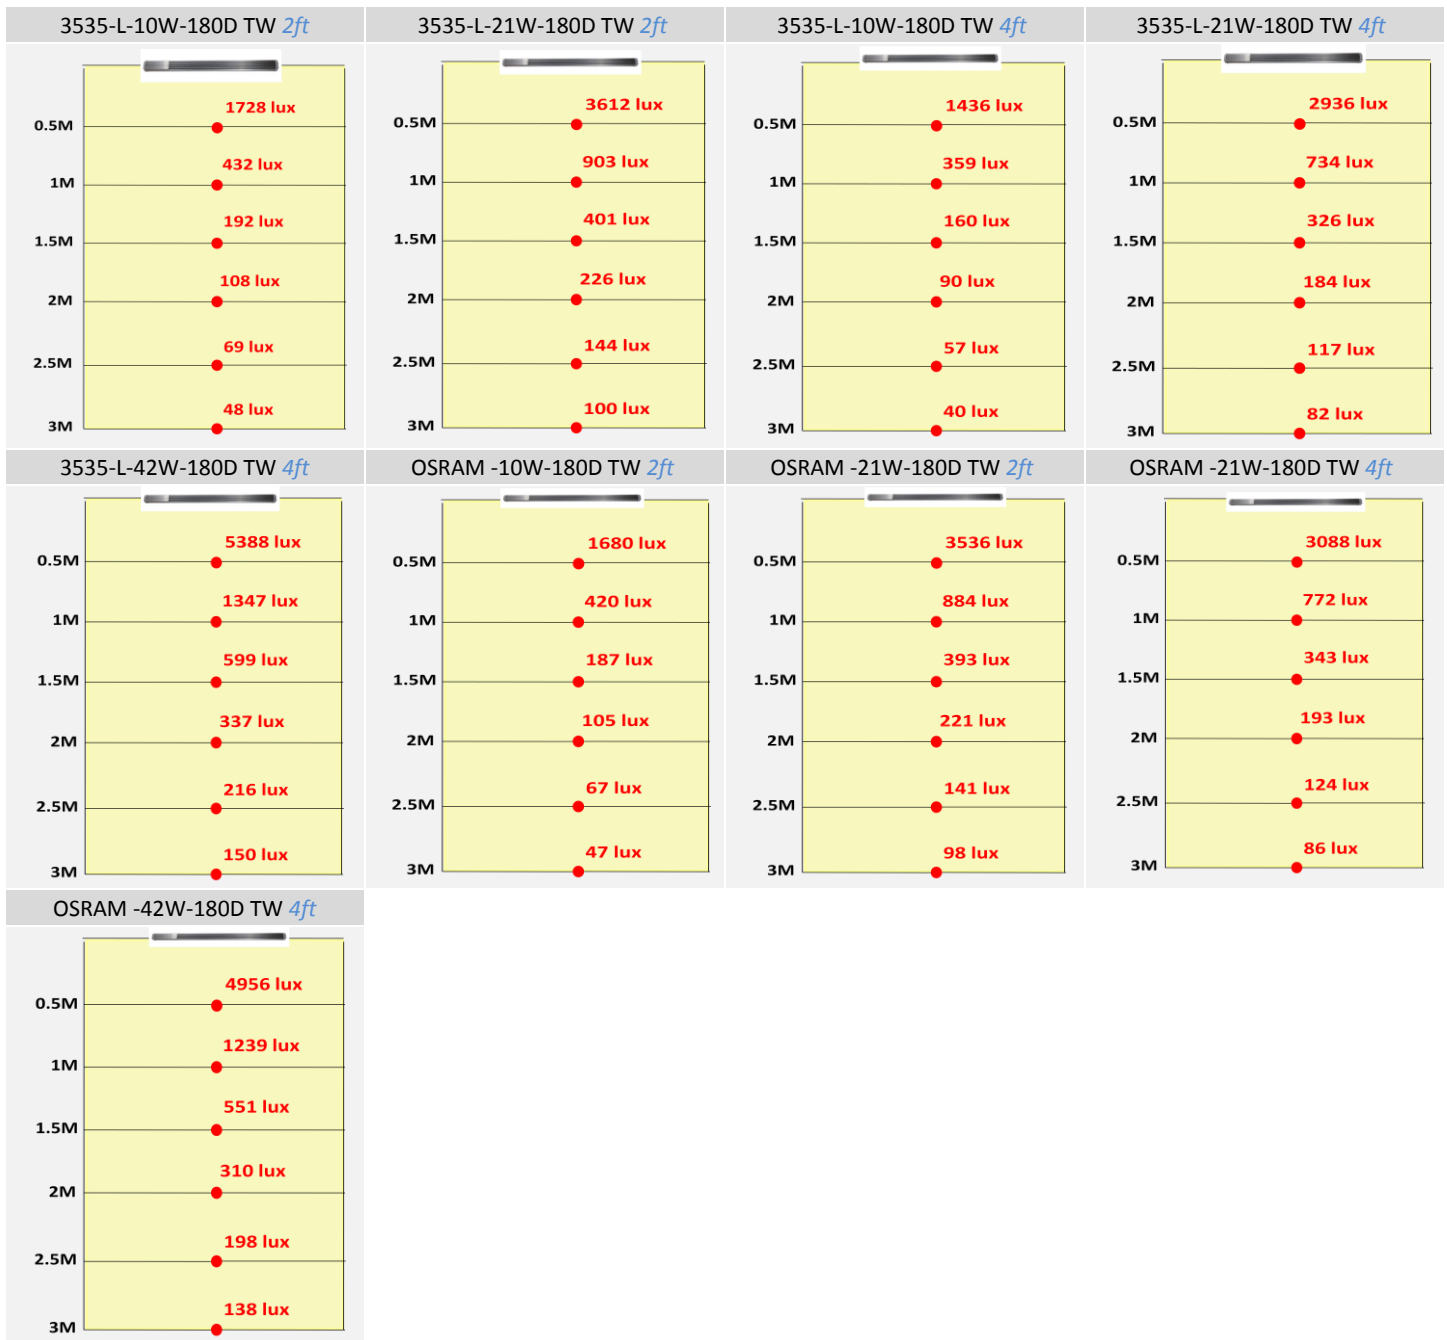 3535-L-10W-180D TW 2ft
1728 lux
0.5M
432 lux
1M
192 lux
1.5M
108 lux
2M
69 lux
2.5M
48 lux
3M
3535-L-21W-180D TW 2ft
3612 lux
0.5M
903 lux
1M
401 lux
1.5M
226 lux
2M
144 lux
2.5M
100 lux
3M
3535-L-10W-180D TW 4ft
1436 lux
0.5M
359 lux
1M
160 lux
1.5M
90 lux
2M
57 lux
2.5M
40 lux
3M
3535-L-21W-180D TW 4ft
2936 lux
0.5M
734 lux
1M
326 lux
1.5M
184 lux
2M
117 lux
2.5M
82 lux
3M
3535-L-42W-180D TW 4ft
5388 lux
0.5M
1347 lux
1M
599 lux
1.5M
337 lux
2M
216 lux
2.5M
150 lux
3M
OSRAM -10W-180D TW 2ft
1680 lux
0.5M
420 lux
1M
187 lux
1.5M
105 lux
2M
67 lux
2.5M
47 lux
3M
OSRAM -21W-180D TW 2ft
3536 lux
0.5M
884 lux
1M
393 lux
1.5M
221 lux
2M
141 lux
2.5M
98 lux
3M
OSRAM -21W-180D TW 4ft
3088 lux
0.5M
772 lux
1M
343 lux
1.5M
193 lux
2M
124 lux
2.5M
86 lux
3M
OSRAM -42W-180D TW 4ft
4956 lux
0.5M
1239 lux
1M
551 lux
1.5M
310 lux
2M
198 lux
2.5M
138 lux
3M